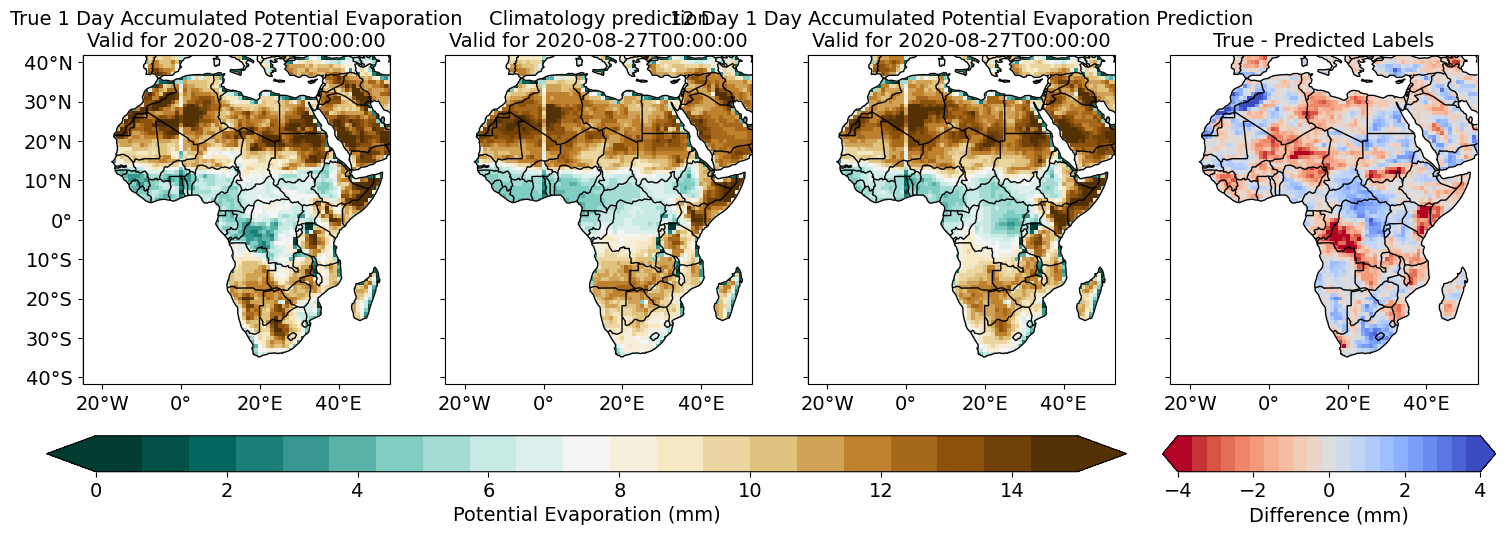 True 1 Day Accumulated Potential Evaporation
Valid for 2020-08-27T00:00:00
Climatology prediction
Valid for 2020-08-27T00:00:00
12 Day 1 Day Accumulated Potential Evaporation Prediction
Valid for 2020-08-27T00:00:00
True - Predicted Labels
40°N
30°N
20°N
10°N
0°
10°S
20°S
30°S
40°S
20°W 0° 20°E 40°E
20°W 0° 20°E 40°E
20°W 0° 20°E 40°E
20°W 0° 20°E 40°E
0 2 4 6 8 10 12 14
Potential Evaporation (mm)
−4 −2 0 2 4
Difference (mm)